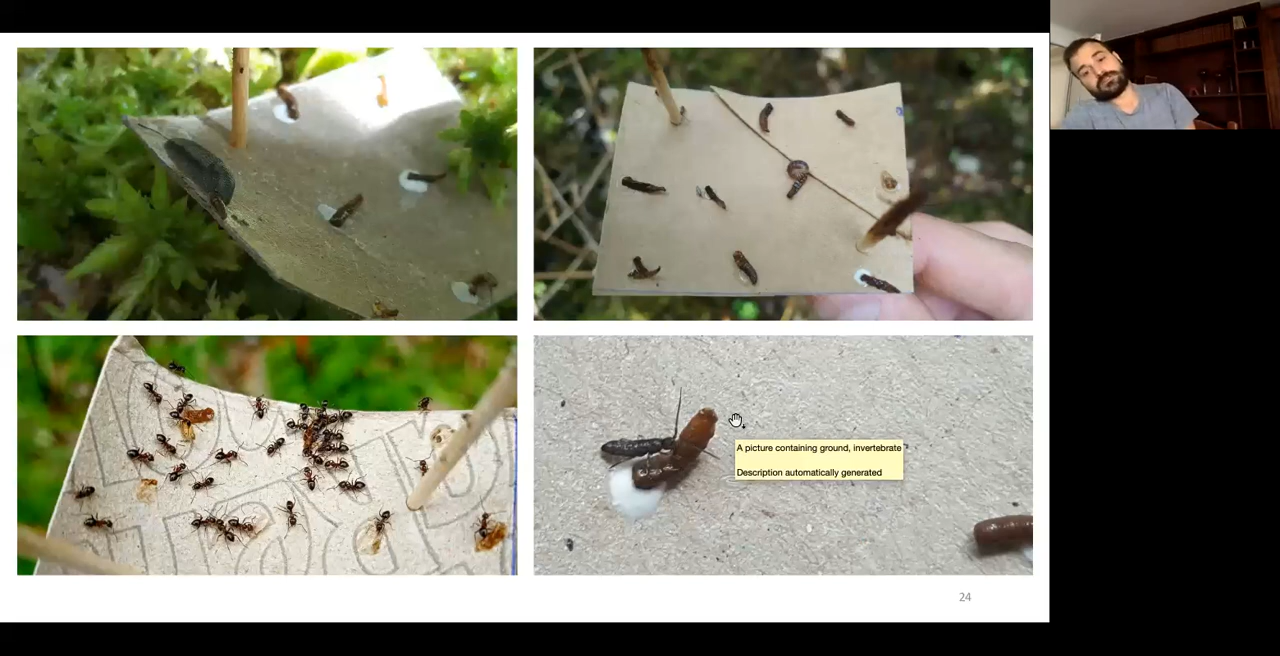 A picture containing ground, invertebrate
Description automatically generated
24